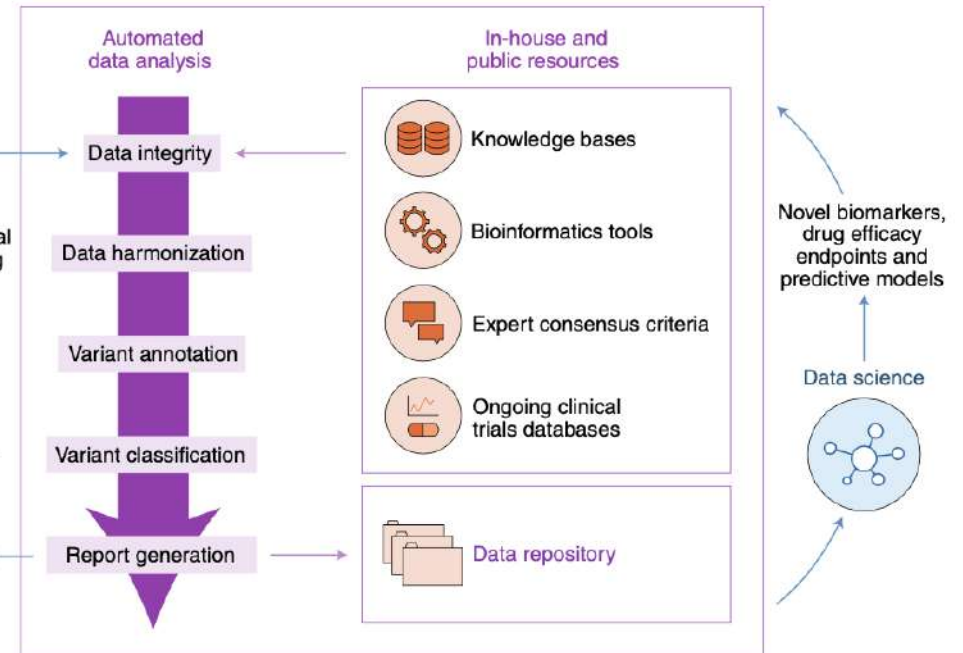 Automated
data analysis
In-house and
public resources
Data integrity
Data harmonization
Variant annotation
Variant classification
Report generation
Knowledge bases
Bioinformatics tools
Expert consensus criteria
Ongoing clinical
trials databases
Data repository
Novel biomarkers,
drug efficacy
endpoints and
predictive models
Data science